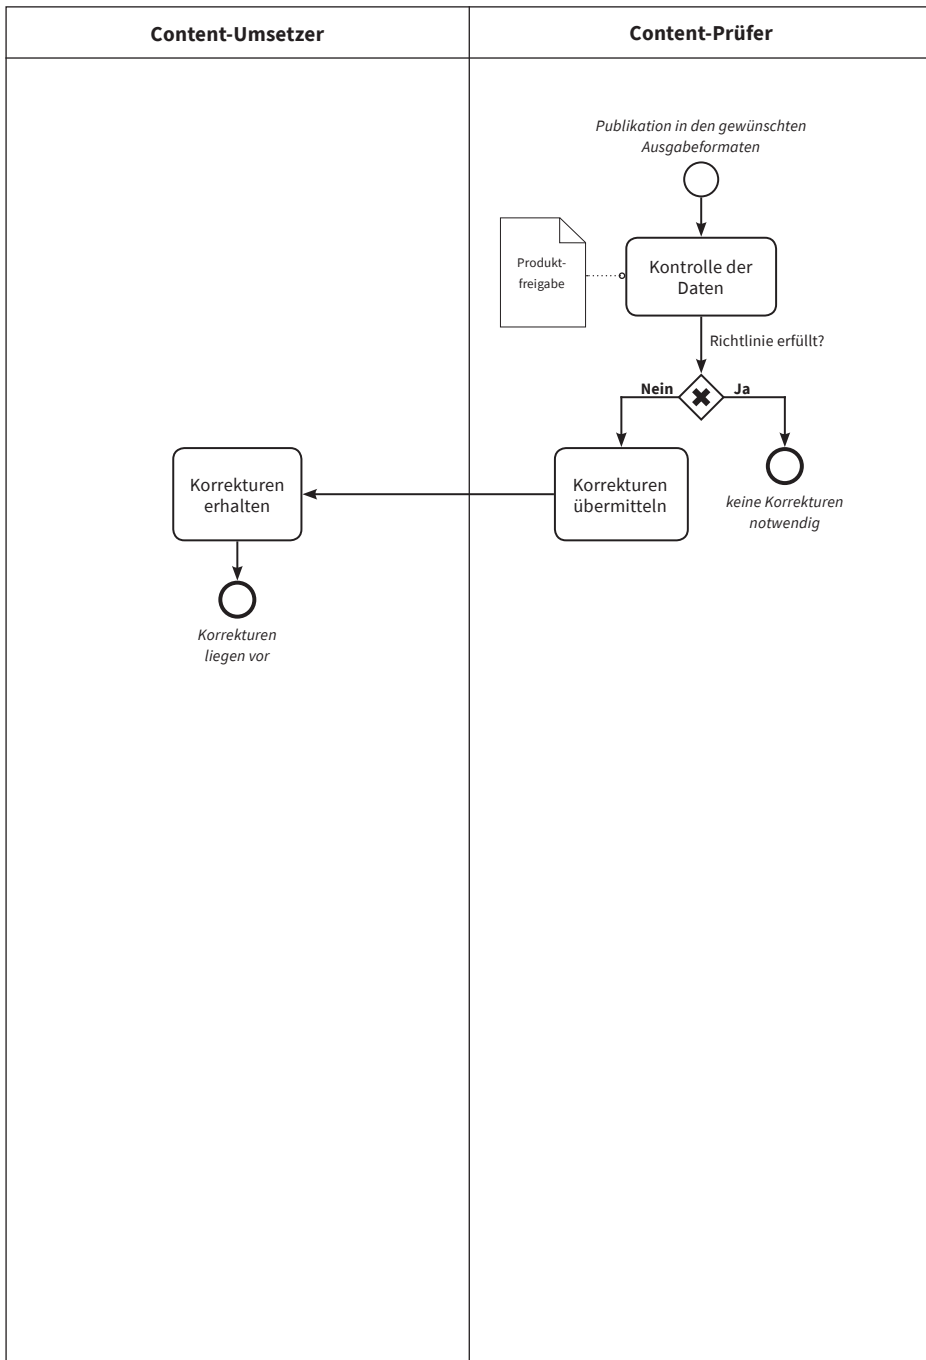 Content-Umsetzer
Content-Prüfer
Publikation in den gewünschten
Ausgabeformaten
Produkt-
freigabe
Kontrolle der
Daten
Richtlinie erfüllt?
Nein
Ja
Korrekturen
erhalten
Korrekturen
übermitteln
keine Korrekturen
notwendig
Korrekturen
liegen vor